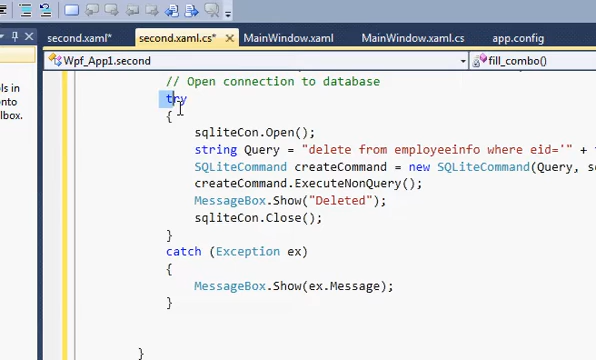 second.xaml* second.xaml.cs* MainWindow.xaml MainWindow.xaml.cs app.config
Wpf_App1.second fill_combo()
// Open connection to database
try
{
sqliteCon.Open();
string Query = "delete from employeeinfo where eid='" +
SQLiteCommand createCommand = new SQLiteCommand(Query,
createCommand.ExecuteNonQuery();
MessageBox.Show("Deleted");
sqliteCon.Close();
}
catch (Exception ex)
{
MessageBox.Show(ex.Message);
}
}
ls in
nto
lbox.